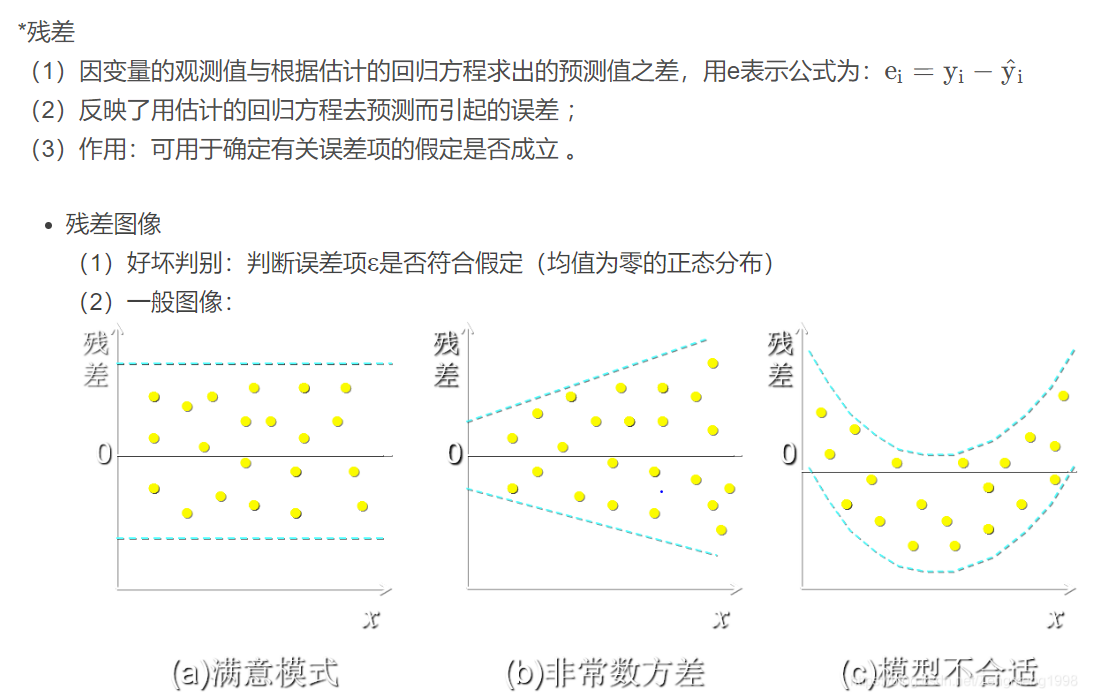 *残差
（1）因变量的观测值与根据估计的回归方程求出的预测值之差，用e表示公式为：eᵢ = yᵢ − ŷᵢ
（2）反映了用估计的回归方程去预测而引起的误差；
（3）作用：可用于确定有关误差项的假定是否成立 。
• 残差图像
（1）好坏判别：判断误差项ε是否符合假定（均值为零的正态分布）
（2）一般图像：
残差
0
x
(a)满意模式
残差
0
x
(b)非常数方差
残差
0
x
(c)模型不合适